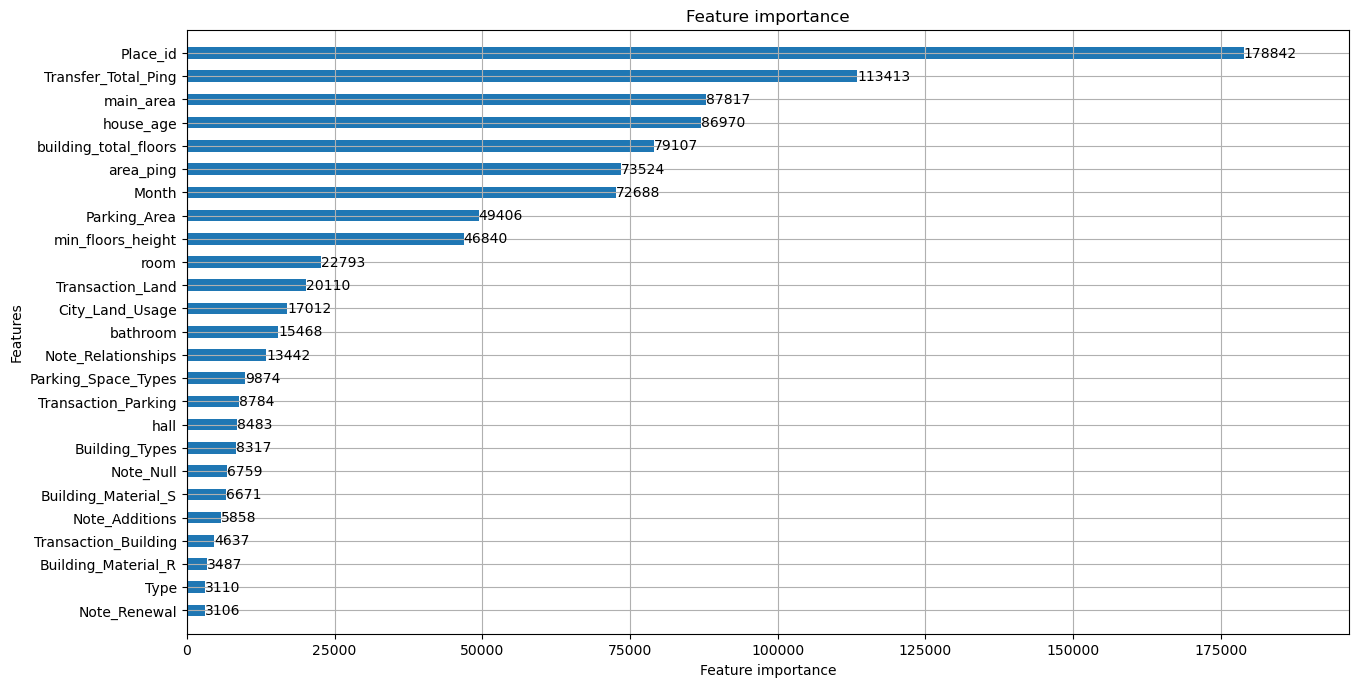 Feature importance
Place_id 178842
Transfer_Total_Ping 113413
main_area 87817
house_age 86970
building_total_floors 79107
area_ping 73524
Month 72688
Parking_Area 49406
min_floors_height 46840
room 22793
Transaction_Land 20110
City_Land_Usage 17012
bathroom 15468
Note_Relationships 13442
Parking_Space_Types 9874
Transaction_Parking 8784
hall 8483
Building_Types 8317
Note_Null 6759
Building_Material_S 6671
Note_Additions 5858
Transaction_Building 4637
Building_Material_R 3487
Type 3110
Note_Renewal 3106
Features
0 25000 50000 75000 100000 125000 150000 175000
Feature importance